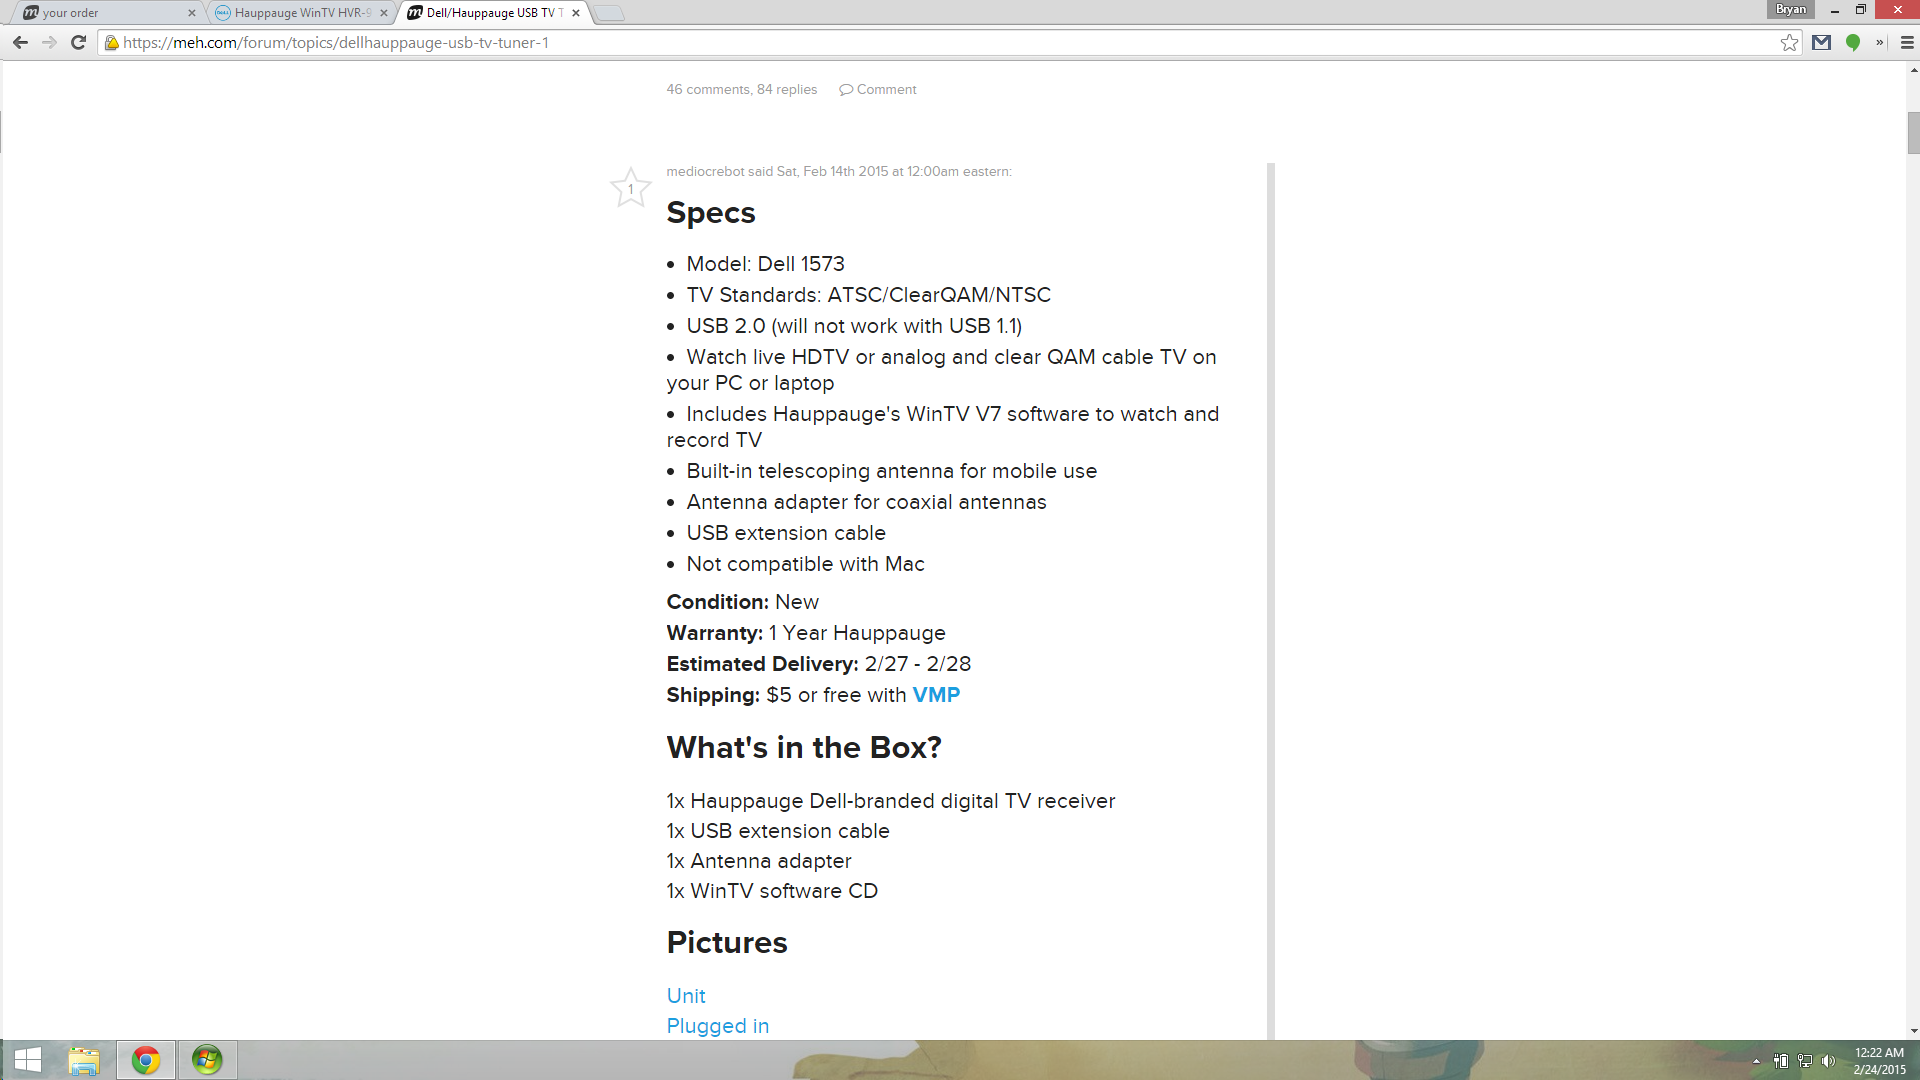 your order
Hauppauge WinTV HVR-9
Dell/Hauppauge USB TV T
Bryan
https://meh.com/forum/topics/dellhauppauge-usb-tv-tuner-1
46 comments, 84 replies Comment
mediocrebot said Sat, Feb 14th 2015 at 12:00am eastern:
1
Specs
• Model: Dell 1573
• TV Standards: ATSC/ClearQAM/NTSC
• USB 2.0 (will not work with USB 1.1)
• Watch live HDTV or analog and clear QAM cable TV on
your PC or laptop
• Includes Hauppauge's WinTV V7 software to watch and
record TV
• Built-in telescoping antenna for mobile use
• Antenna adapter for coaxial antennas
• USB extension cable
• Not compatible with Mac
Condition: New
Warranty: 1 Year Hauppauge
Estimated Delivery: 2/27 - 2/28
Shipping: $5 or free with VMP
What's in the Box?
1x Hauppauge Dell-branded digital TV receiver
1x USB extension cable
1x Antenna adapter
1x WinTV software CD
Pictures
Unit
Plugged in
12:22 AM
2/24/2015